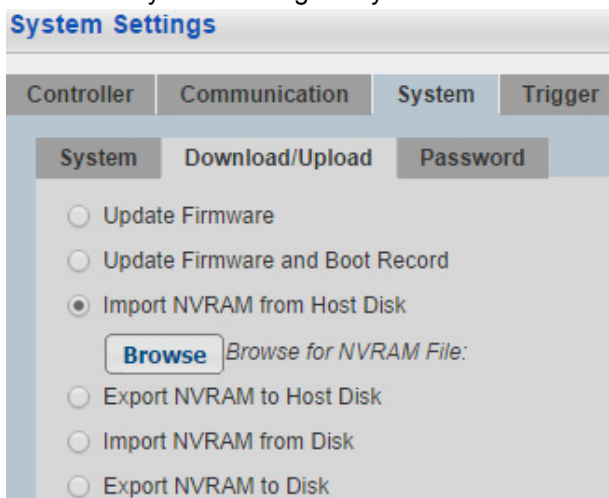 System Settings
Controller Communication System Trigger
System Download/Upload Password
Update Firmware
Update Firmware and Boot Record
Import NVRAM from Host Disk
Browse Browse for NVRAM File:
Export NVRAM to Host Disk
Import NVRAM from Disk
Export NVRAM to Disk